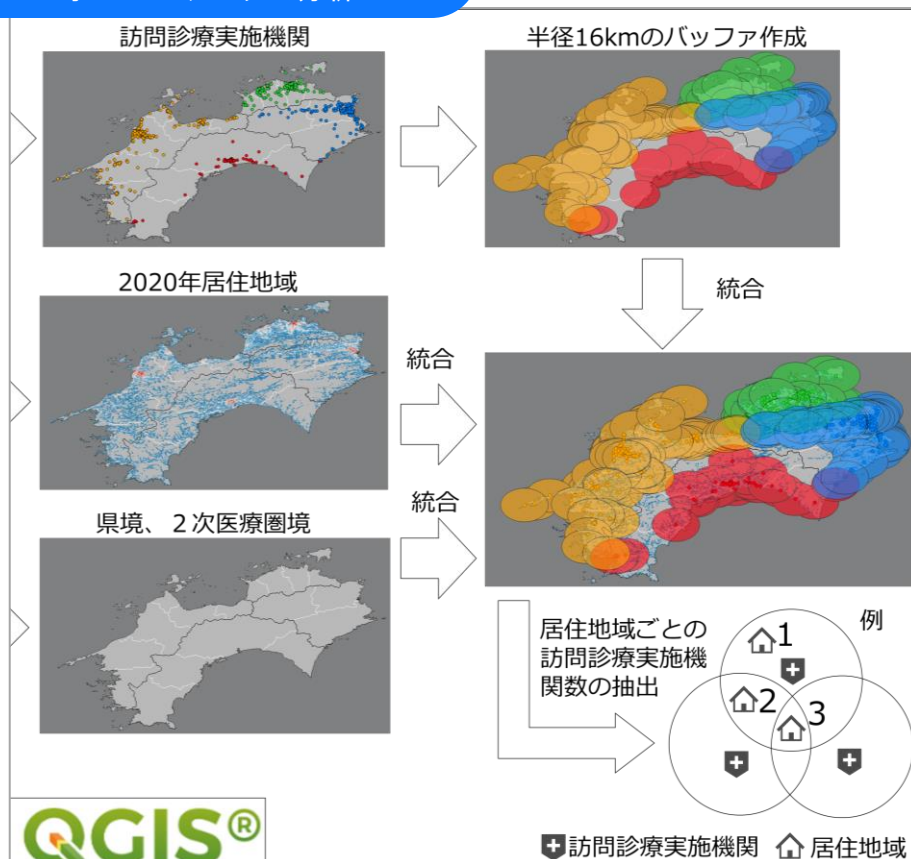 訪問診療実施機関
半径16kmのバッファ作成
2020年居住地域
統合
統合
県境、２次医療圏境
統合
居住地域ごとの
訪問診療実施機
関数の抽出
例
1
2
3
QGIS®
訪問診療実施機関
居住地域